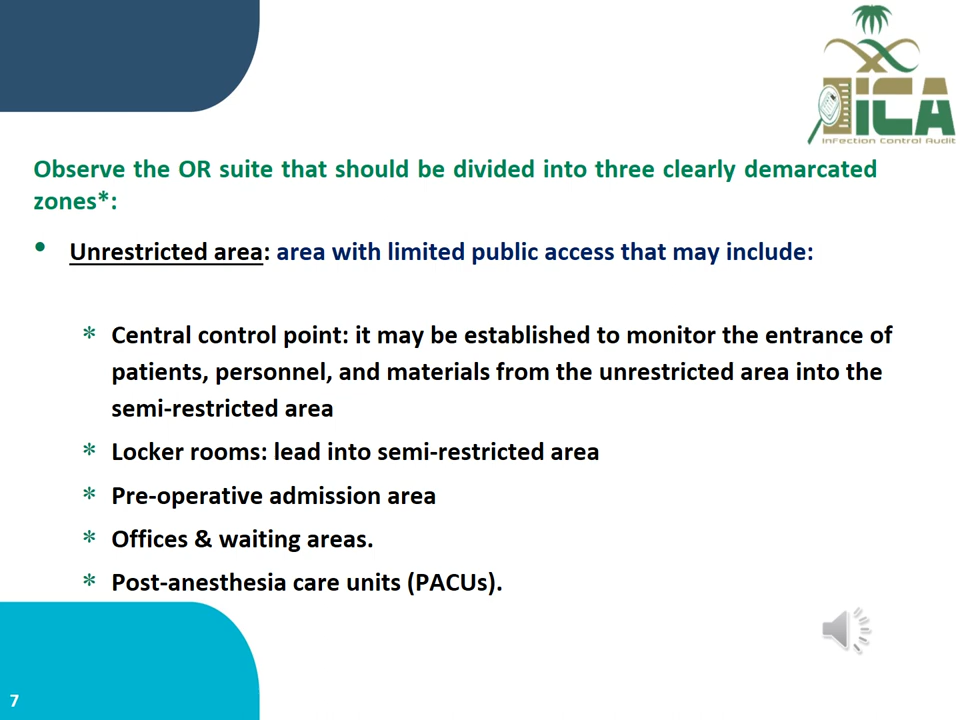 iCA
Infection Control Audit
Observe the OR suite that should be divided into three clearly demarcated
zones*:
• Unrestricted area: area with limited public access that may include:
* Central control point: it may be established to monitor the entrance of
patients, personnel, and materials from the unrestricted area into the
semi-restricted area
* Locker rooms: lead into semi-restricted area
* Pre-operative admission area
* Offices & waiting areas.
* Post-anesthesia care units (PACUs).
7